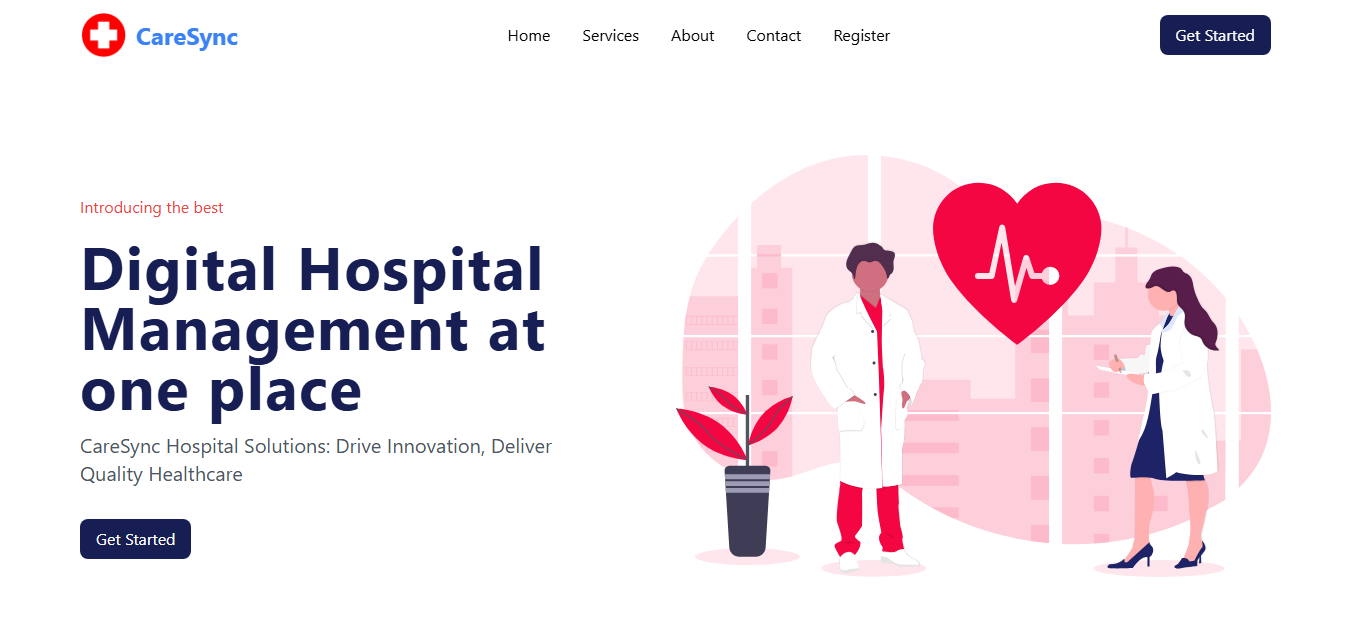 CareSync
Home
Services
About
Contact
Register
Get Started
Introducing the best
Digital Hospital
Management at
one place
CareSync Hospital Solutions: Drive Innovation, Deliver
Quality Healthcare
Get Started